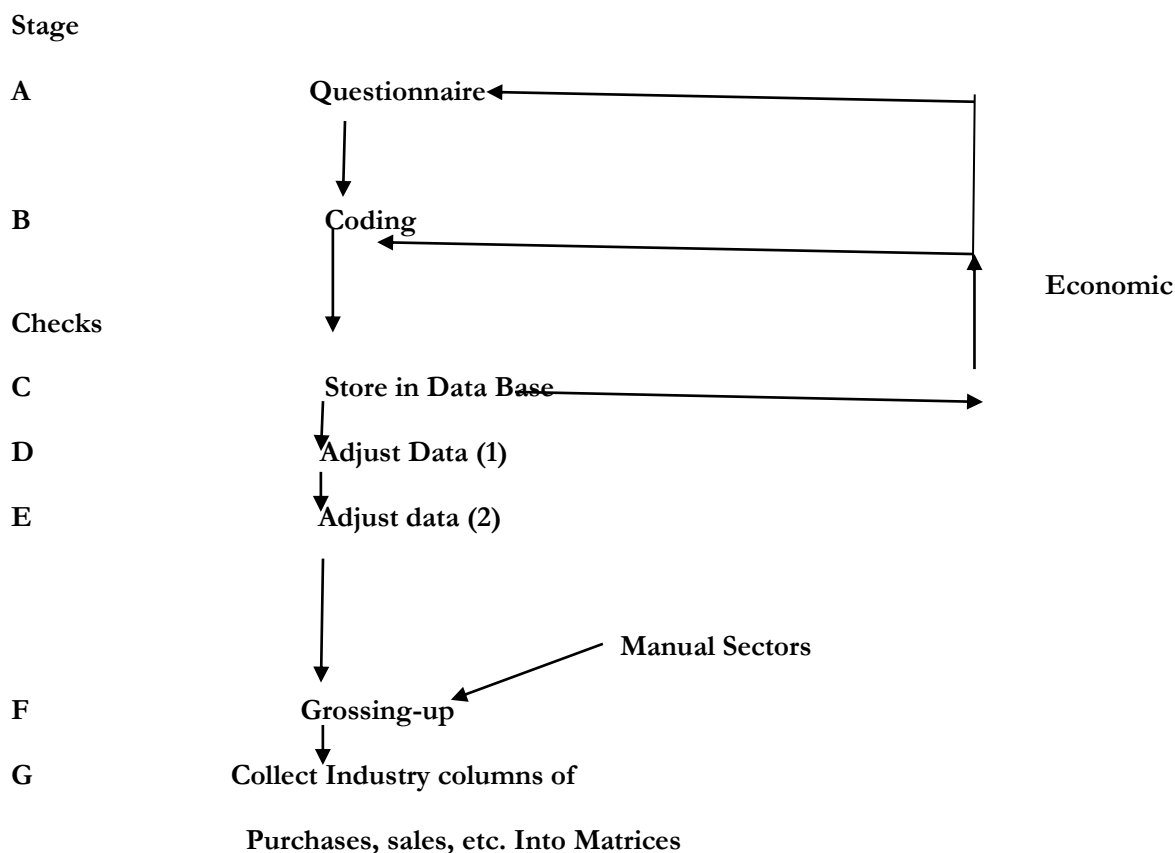 Stage
A Questionnaire
B Coding
Economic
Checks
C Store in Data Base
D Adjust Data (1)
E Adjust data (2)
Manual Sectors
F Grossing-up
G Collect Industry columns of
Purchases, sales, etc. Into Matrices